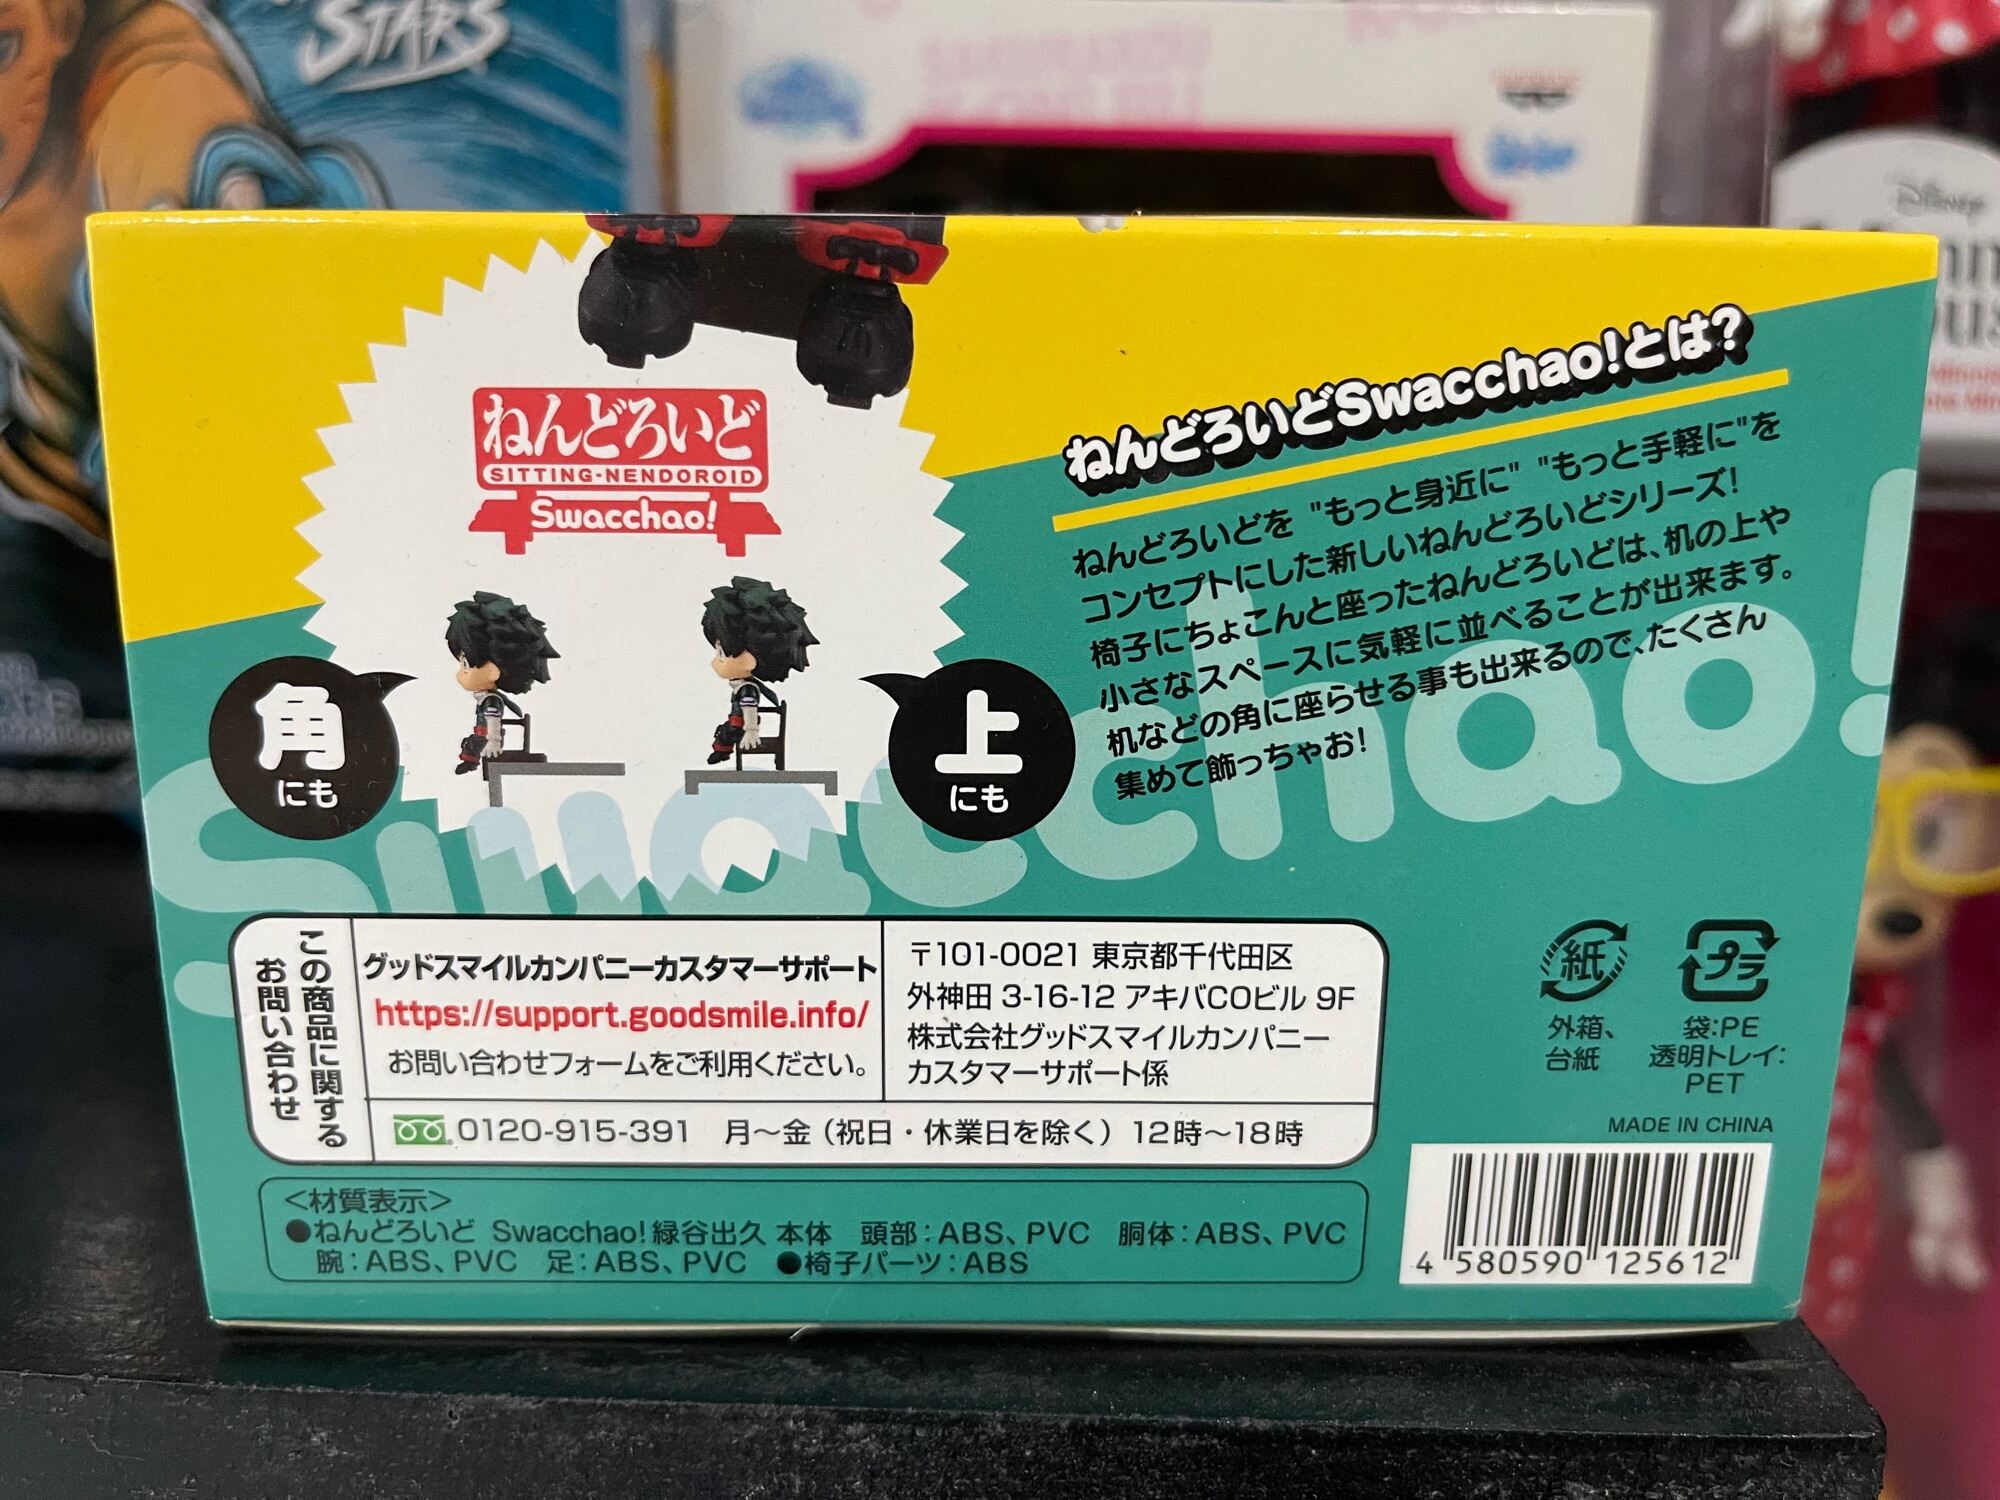 STARS
Disney
ねんどろいど
SITTING-NENDOROID
Swacchao!
角
にも
上
にも
ねんどろいどSwacchao!とは?
ねんどろいどを "もっと身近に" "もっと手軽に"を
コンセプトにした新しいねんどろいどシリーズ!
椅子にちょこんと座ったねんどろいどは、机の上や
小さなスペースに気軽に並べることが出来ます。
机などの角に座らせる事も出来るので、たくさん
集めて飾っちゃお!
Swacchao!
この商品に関する
お問い合わせ
グッドスマイルカンパニーカスタマーサポート
https://support.goodsmile.info/
お問い合わせフォームをご利用ください。
〒101-0021 東京都千代田区
外神田 3-16-12 アキバCOビル 9F
株式会社グッドスマイルカンパニー
カスタマーサポート係
0120-915-391 月～金(祝日・休業日を除く) 12時～18時
紙
外箱、
台紙
プラ
袋:PE
透明トレイ:
PET
MADE IN CHINA
4 580590 125612
＜材質表示＞
●ねんどろいど Swacchao!緑谷出久 本体 頭部:ABS、PVC 胴体:ABS、PVC
腕:ABS、PVC 足:ABS、PVC ●椅子パーツ:ABS